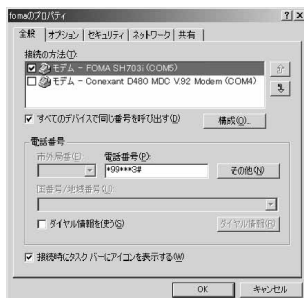 fomaのプロパティ
全般 オプション セキュリティ ネットワーク 共有
接続の方法(T):
モデム - FOMA SH703i (COM5)
モデム - Conexant D480 MDC V.92 Modem (COM4)
すべてのデバイスで同じ番号を呼び出す(D) 構成(O)...
電話番号
市外局番(E): 電話番号(P):
*99***3# その他(N)
国番号/地域番号(U):
ダイヤル情報を使う(S) ダイヤル情報(R)
接続時にタスク バーにアイコンを表示する(W)
OK キャンセル